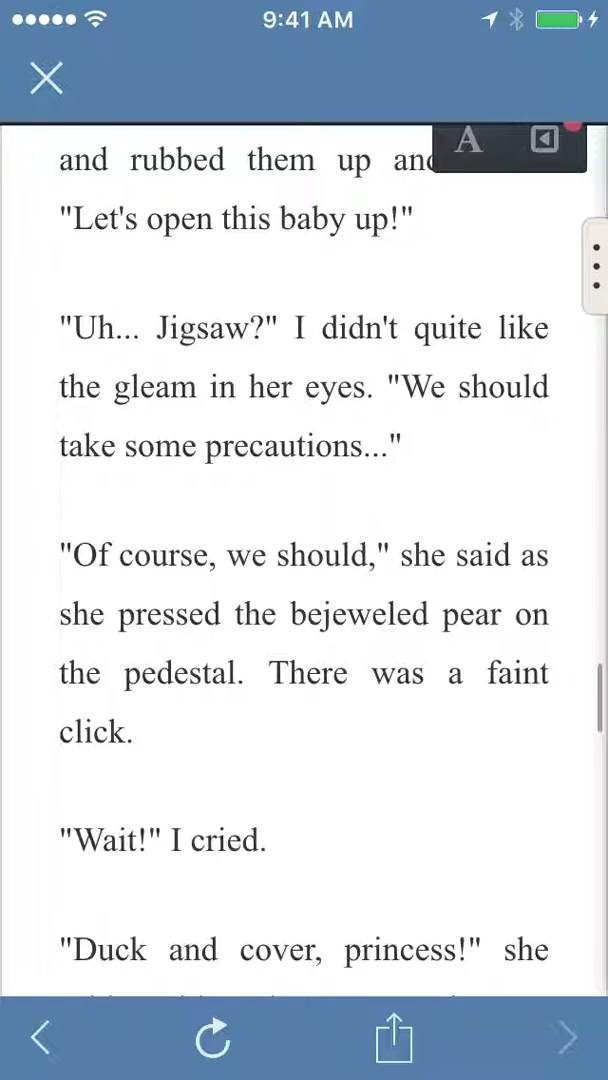 9:41 AM
A
and rubbed them up
"Let's open this baby up!"
"Uh... Jigsaw?" I didn't quite like
the gleam in her eyes. "We should
take some precautions..."
"Of course, we should," she said as
she pressed the bejeweled pear on
the pedestal. There was a faint
click.
"Wait!" I cried.
"Duck and cover, princess!" she